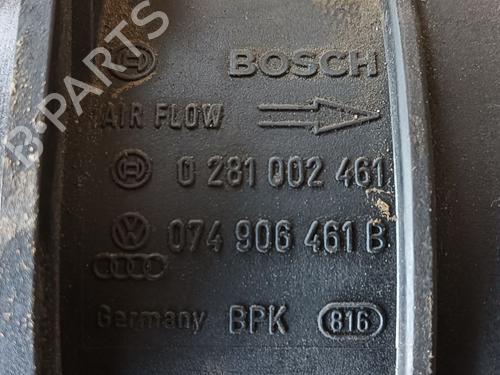 BOSCH
AIR FLOW
0 281 002 461
074 906 461 B
Germany BPK 816
B-PARTS